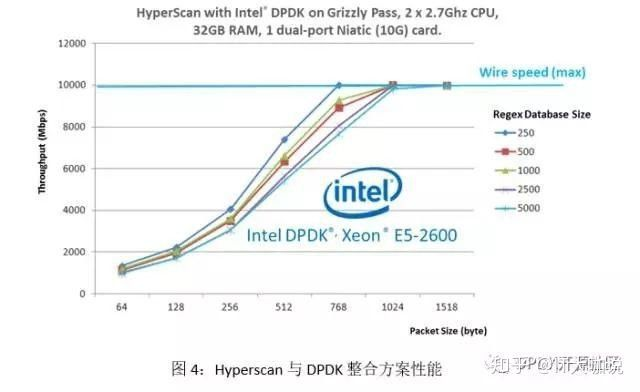 HyperScan with Intel® DPDK on Grizzly Pass, 2 x 2.7Ghz CPU,
32GB RAM, 1 dual-port Niatic (10G) card.
12000
10000
8000
6000
4000
2000
0
Throughput (Mbps)
Wire speed (max)
Regex Database Size
250
500
1000
2500
5000
intel
Intel DPDK®· Xeon® E5-2600
64 128 256 512 768 1024 1518
Packet Size (byte)
图 4：Hyperscan 与 DPDK 整合方案性能